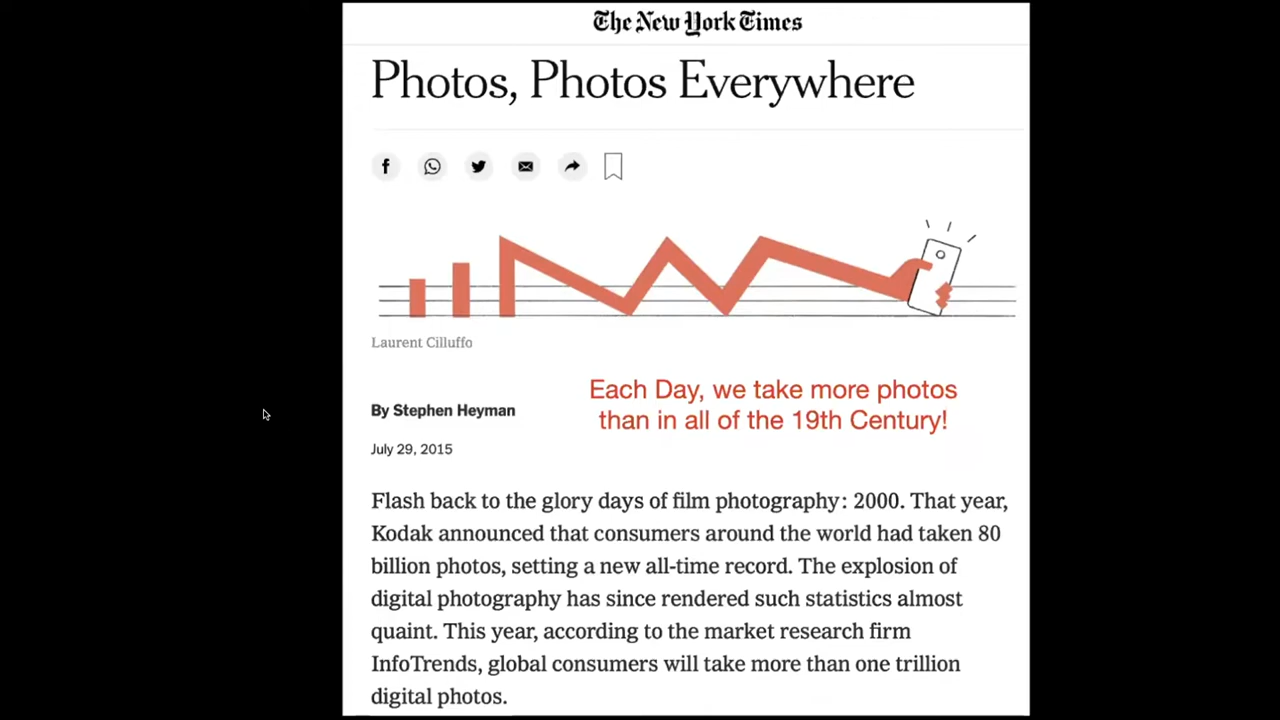 The New York Times
Photos, Photos Everywhere
Laurent Cilluffo
Each Day, we take more photos
than in all of the 19th Century!
By Stephen Heyman
July 29, 2015
Flash back to the glory days of film photography: 2000. That year,
Kodak announced that consumers around the world had taken 80
billion photos, setting a new all-time record. The explosion of
digital photography has since rendered such statistics almost
quaint. This year, according to the market research firm
InfoTrends, global consumers will take more than one trillion
digital photos.